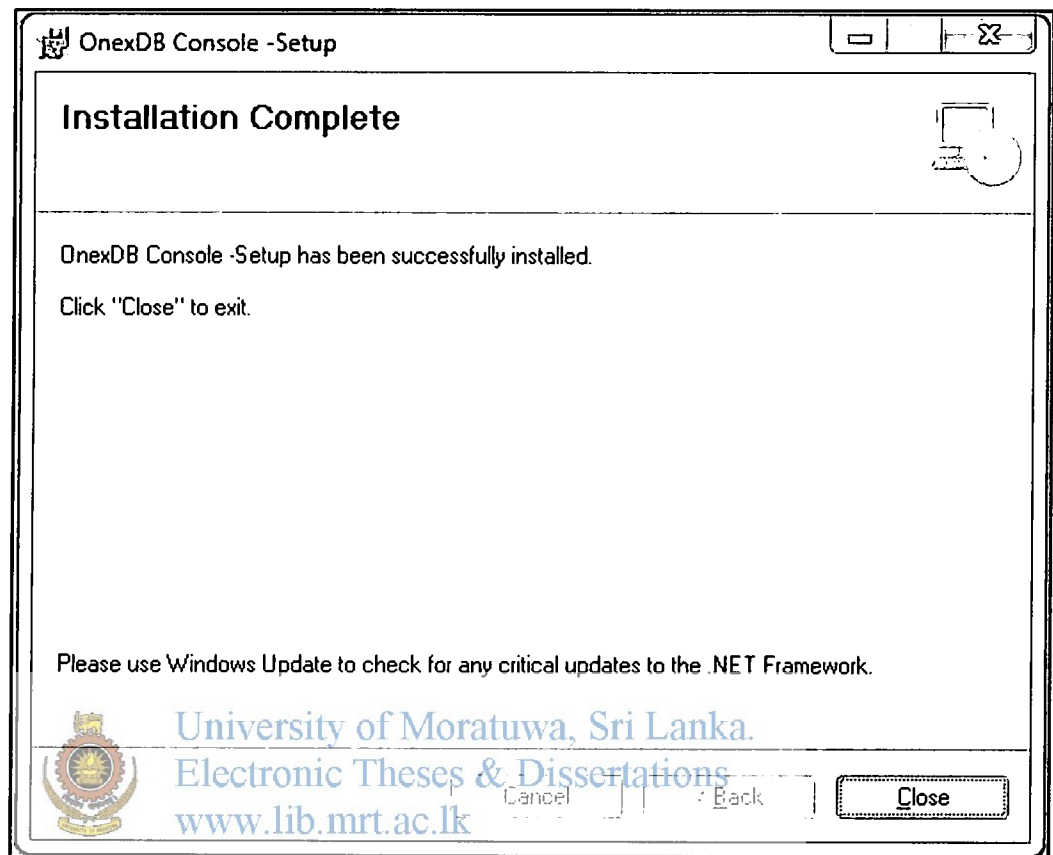 OnexDB Console -Setup
Installation Complete
OnexDB Console -Setup has been successfully installed.
Click "Close" to exit.
Please use Windows Update to check for any critical updates to the .NET Framework.
University of Moratuwa, Sri Lanka.
Electronic Theses & Dissertations
www.lib.mrt.ac.lk
Cancel
< Back
Close